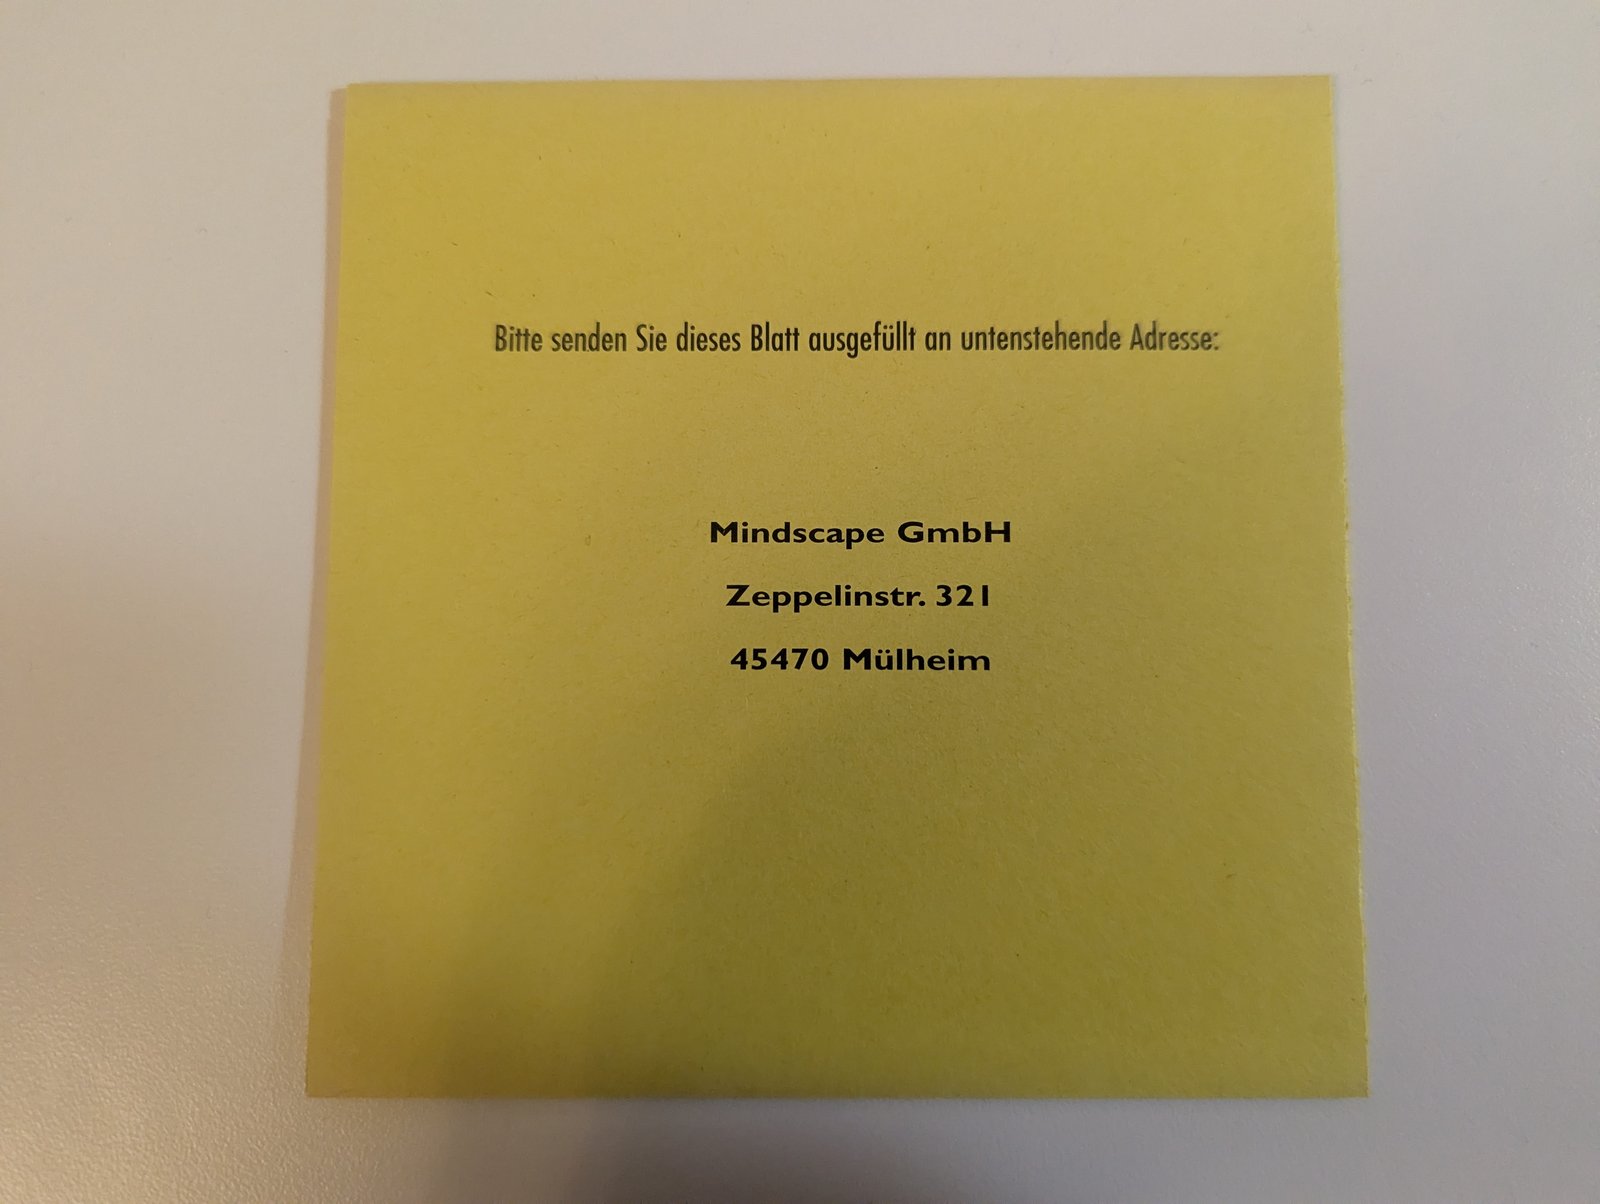 Bitte senden Sie dieses Blatt ausgefüllt an untenstehende Adresse:
Mindscape GmbH
Zeppelinstr. 321
45470 Mülheim